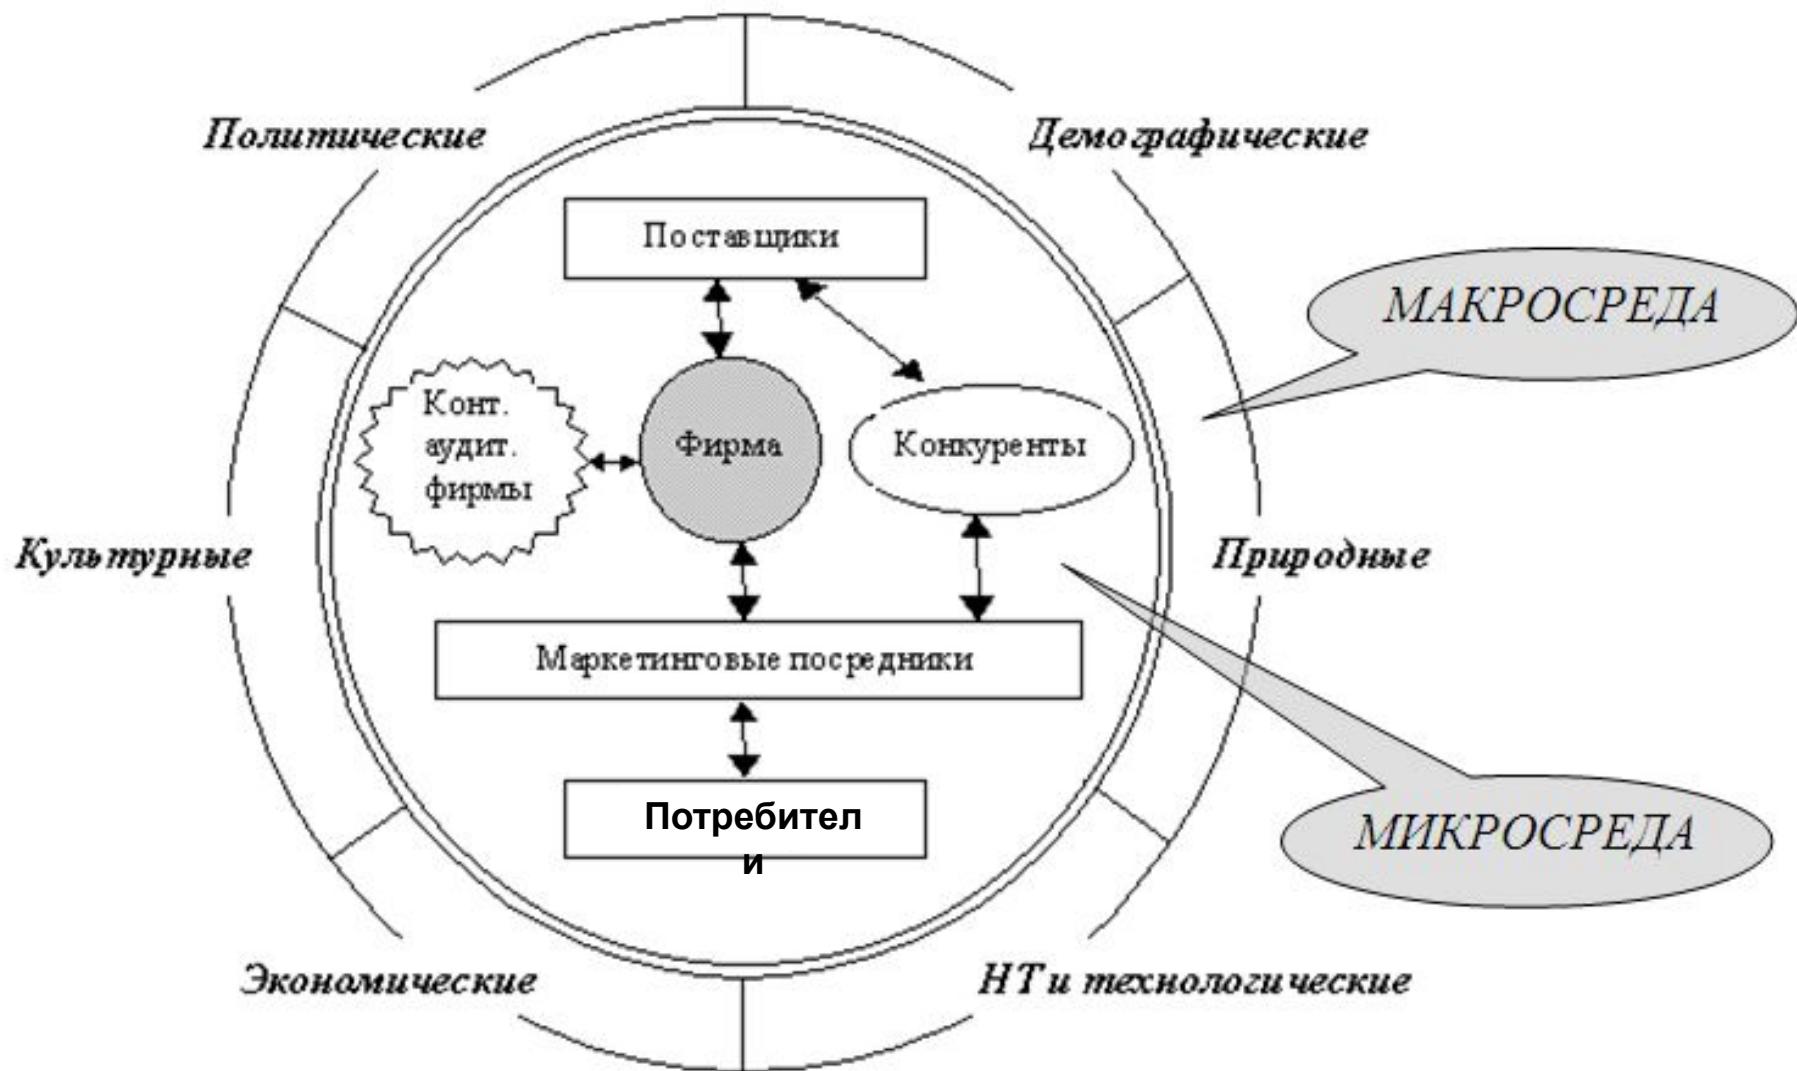 Политические
Демографические
Поставщики
МАКРОСРЕДА
Конт.
аудит.
фирмы
Фирма
Конкуренты
Культурные
Природные
Маркетинговые посредники
Потребител
и
МИКРОСРЕДА
Экономические
НТ и технологические